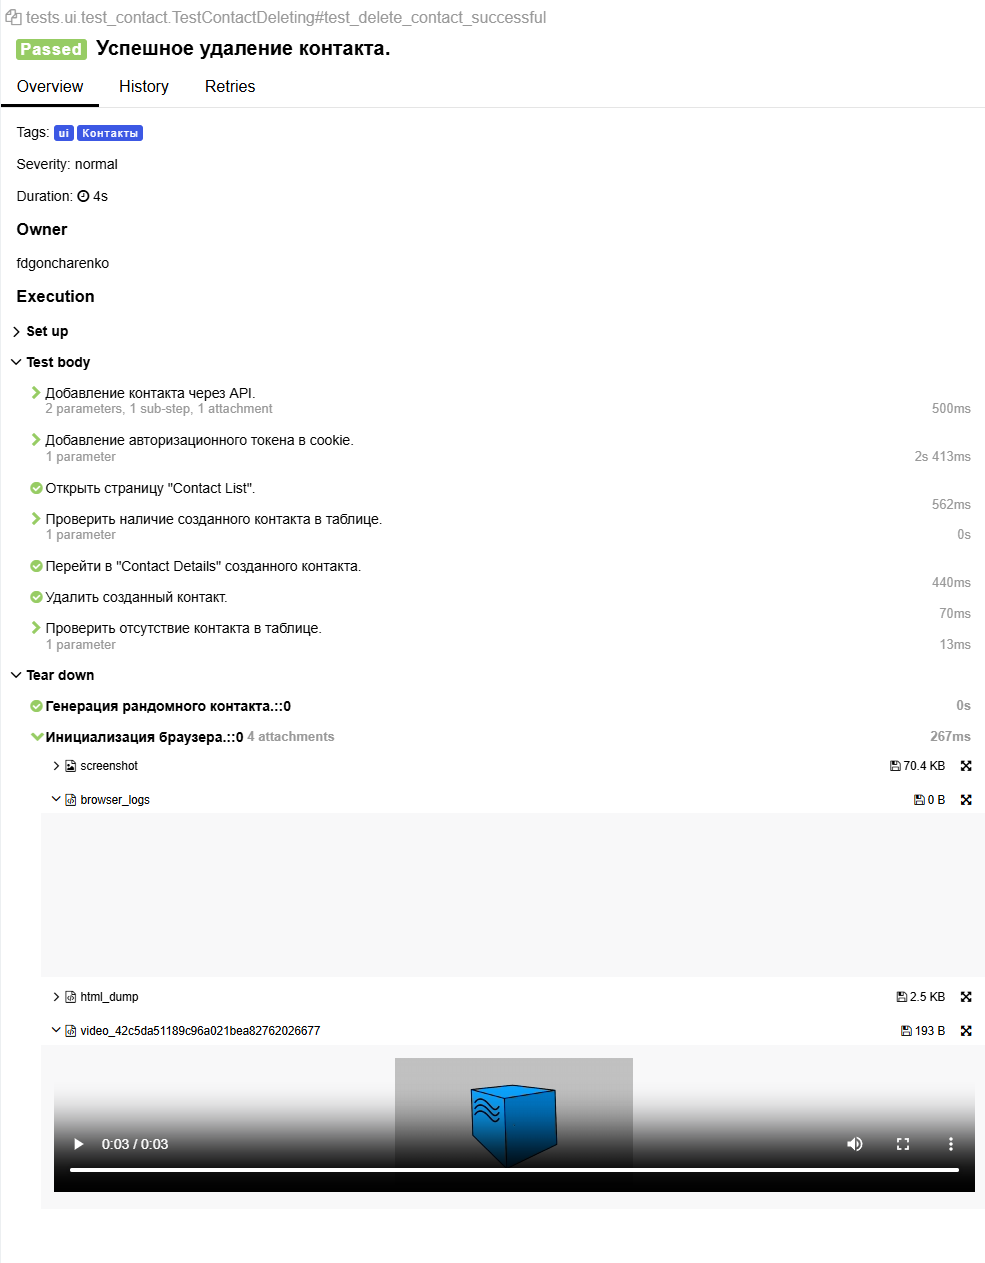 tests.ui.test_contact.TestContactDeleting#test_delete_contact_successful
Passed Успешное удаление контакта.
Overview History Retries
Tags: ui Контакты
Severity: normal
Duration: 4s
Owner
fdgoncharenko
Execution
Set up
Test body
Добавление контакта через API.
2 parameters, 1 sub-step, 1 attachment 500ms
Добавление авторизационного токена в cookie.
1 parameter 2s 413ms
Открыть страницу "Contact List".
562ms
Проверить наличие созданного контакта в таблице.
1 parameter 0s
Перейти в "Contact Details" созданного контакта.
440ms
Удалить созданный контакт.
70ms
Проверить отсутствие контакта в таблице.
1 parameter 13ms
Tear down
Генерация рандомного контакта.::0 0s
Инициализация браузера.::0 4 attachments 267ms
screenshot 70.4 KB
browser_logs 0 B
html_dump 2.5 KB
video_42c5da51189c96a021bea82762026677 193 B
0:03 / 0:03